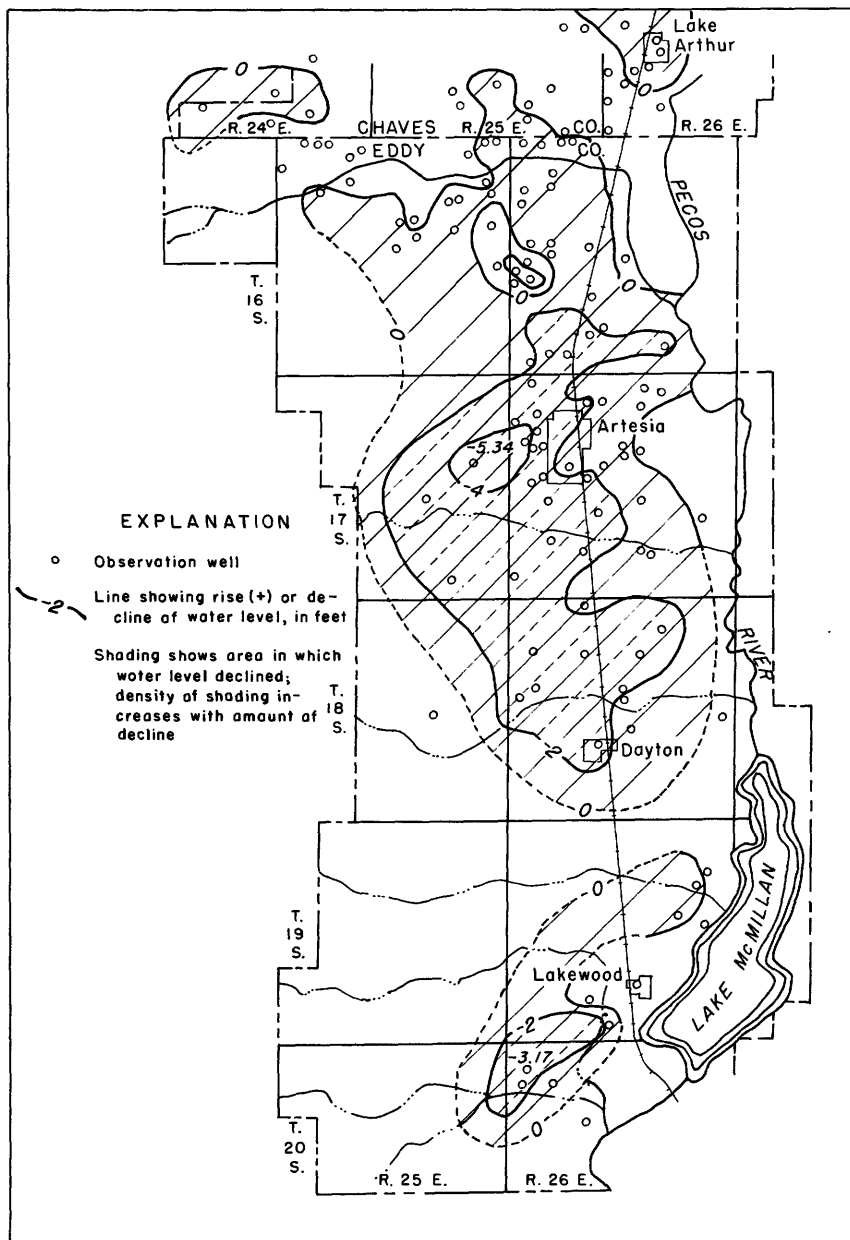 Lake
Arthur
0
0
R. 24 E.
CHAVES
R. 25 E.
CO.
R. 26 E.
EDDY
CO.
PECOS
T.
16
S.
0
0
0
Artesia
-5.34
-4
EXPLANATION
Observation well
-2
Line showing rise (+) or de-
cline of water level, in feet
Shading shows area in which
water level declined;
density of shading in-
creases with amount of
decline
T.
17
S.
RIVER
T.
18
S.
-2
Dayton
0
0
T.
19
S.
Lakewood
LAKE MCMILLAN
-2
-3.17
0
T.
20
S.
R. 25 E.
R. 26 E.